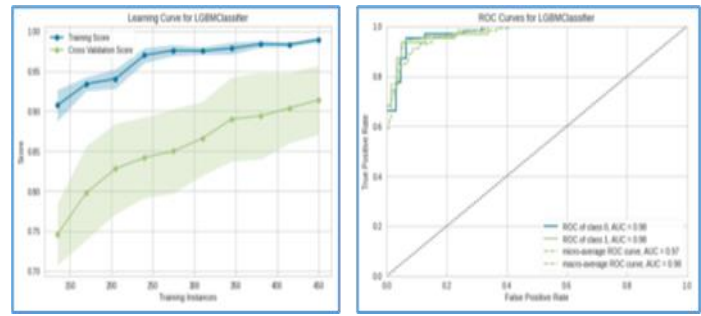 Learning Curve for LGBMClassifier
1.00
0.95
0.90
0.85
0.80
0.75
0.70
Score
Training Score
Cross Validation Score
150 200 250 300 350 400 450
Training Instances
ROC Curves for LGBMClassifier
1.0
0.8
0.6
0.4
0.2
0.0
True Positive Rate
ROC of class 0, AUC = 0.98
ROC of class 1, AUC = 0.98
micro-average ROC curve, AUC = 0.97
macro-average ROC curve, AUC = 0.98
0.0 0.2 0.4 0.6 0.8 1.0
False Positive Rate